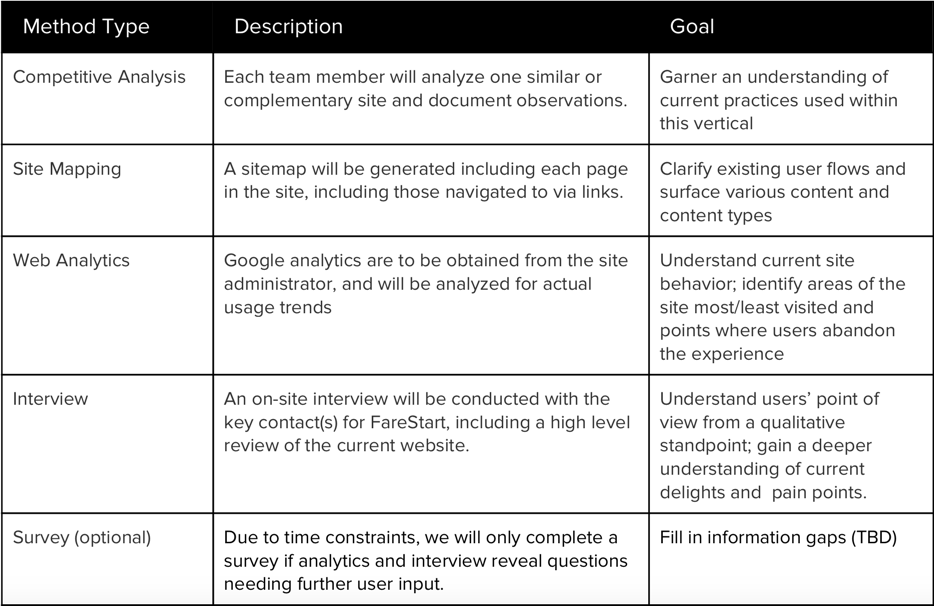 Method Type
Description
Goal
Competitive Analysis
Each team member will analyze one similar or
complementary site and document observations.
Garner an understanding of
current practices used within
this vertical
Site Mapping
A sitemap will be generated including each page
in the site, including those navigated to via links.
Clarify existing user flows and
surface various content and
content types
Web Analytics
Google analytics are to be obtained from the site
administrator, and will be analyzed for actual
usage trends
Understand current site
behavior; identify areas of the
site most/least visited and
points where users abandon
the experience
Interview
An on-site interview will be conducted with the
key contact(s) for FareStart, including a high level
review of the current website.
Understand users’ point of
view from a qualitative
standpoint; gain a deeper
understanding of current
delights and  pain points.
Survey (optional)
Due to time constraints, we will only complete a
survey if analytics and interview reveal questions
needing further user input.
Fill in information gaps (TBD)